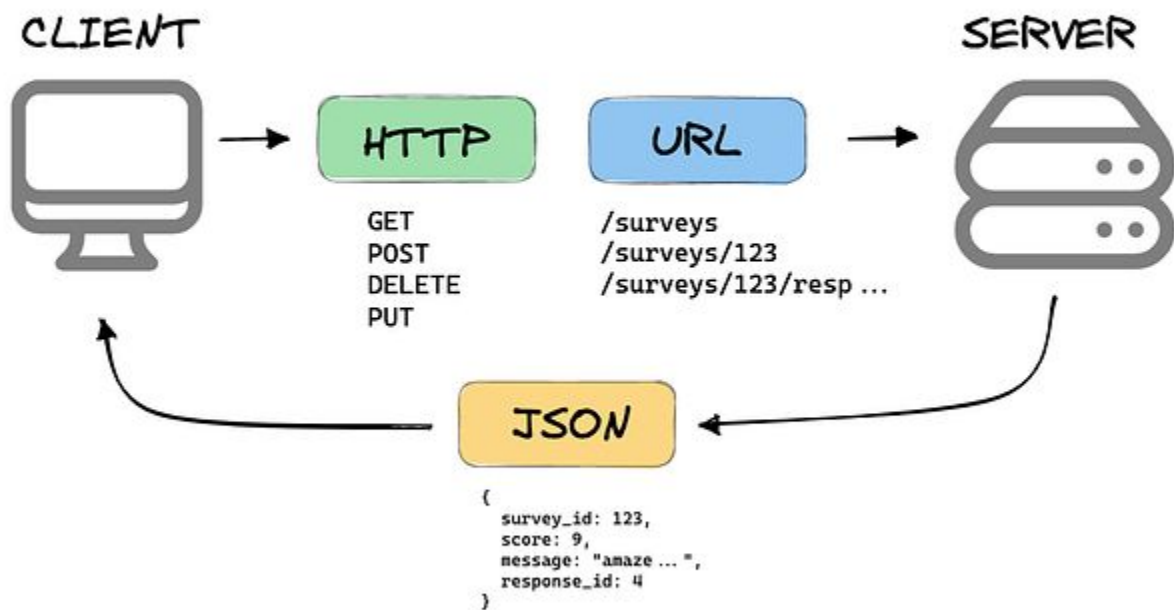 CLIENT
SERVER
HTTP
URL
GET
POST
DELETE
PUT
/surveys
/surveys/123
/surveys/123/resp ...
JSON
{
survey_id: 123,
score: 9,
message: "amaze ... ",
response_id: 4
}